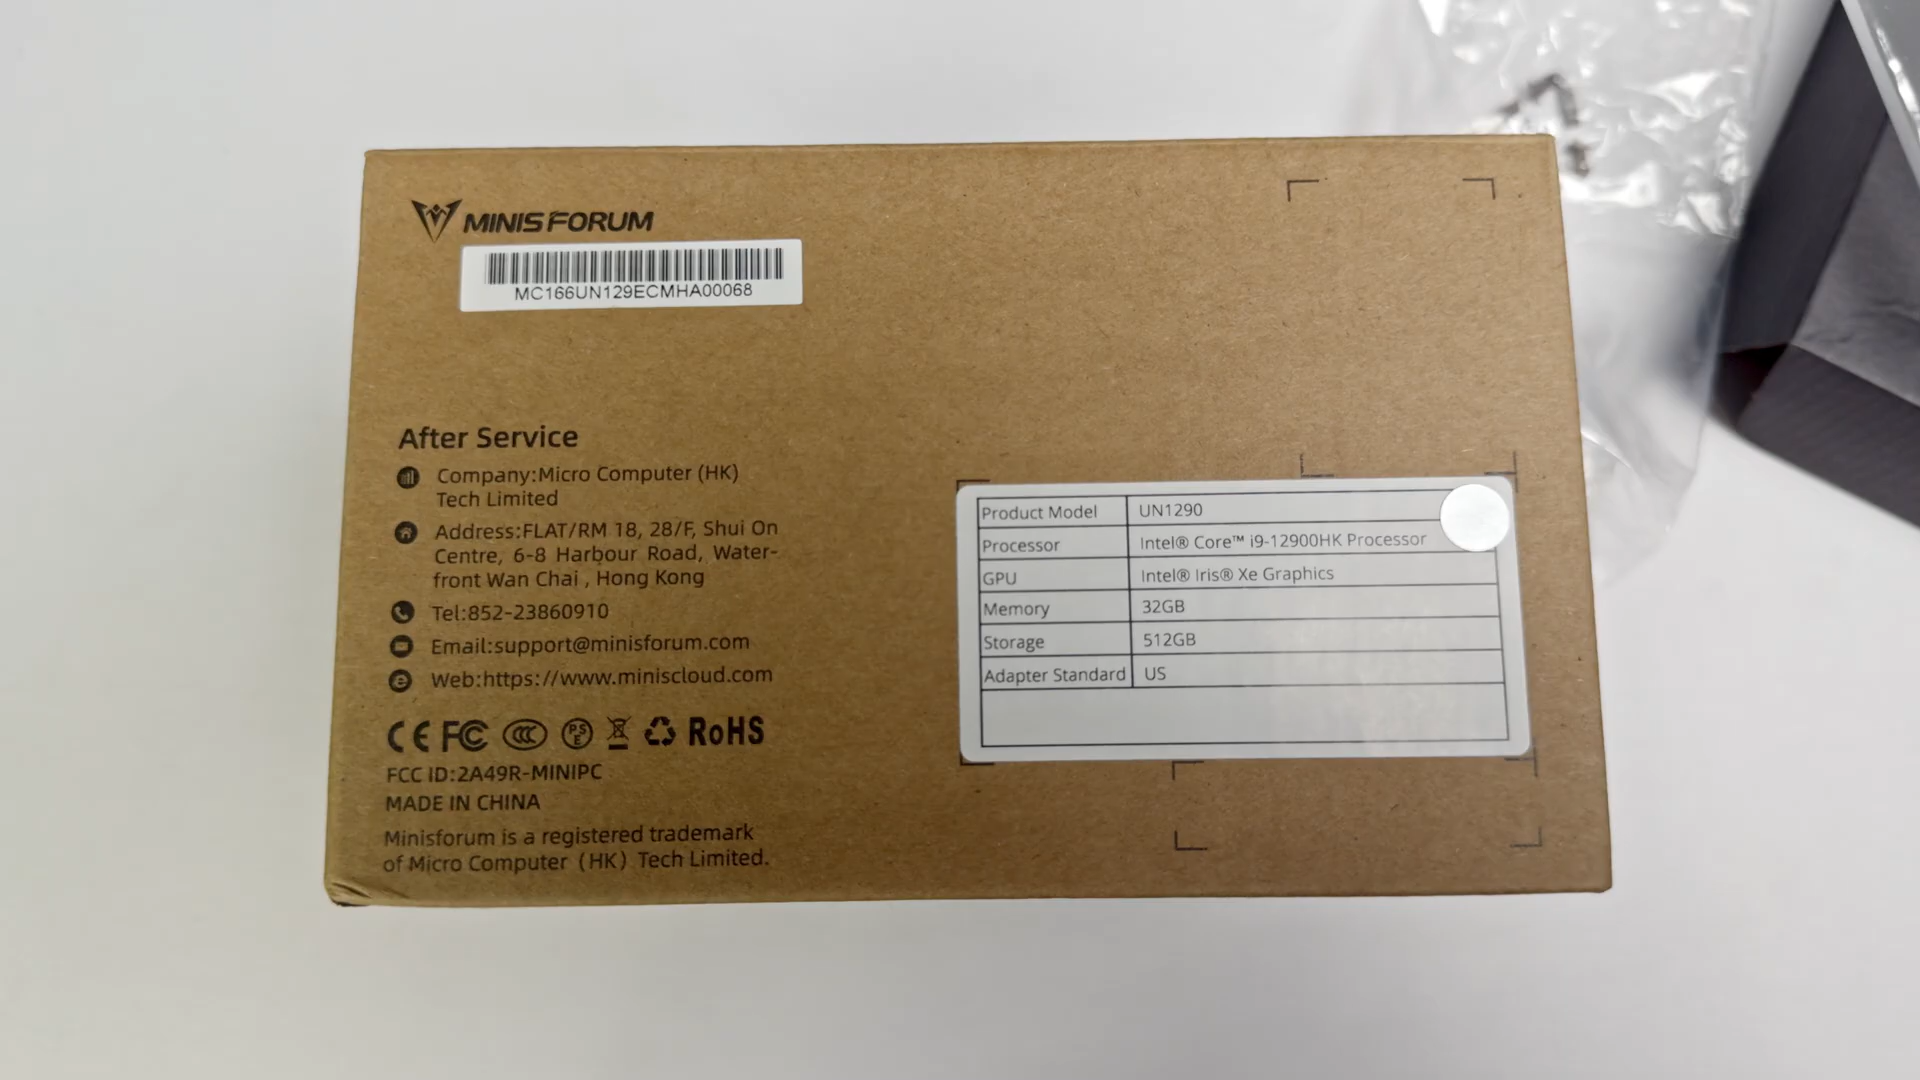 MINISFORUM
MC166UN129ECMHA00068
After Service
Company:Micro Computer (HK)
Tech Limited
Address:FLAT/RM 18, 28/F, Shui On
Centre, 6-8 Harbour Road, Water-
front Wan Chai , Hong Kong
Tel:852-23860910
Email:support@minisforum.com
Web:https://www.miniscloud.com
CE FC CCC PSE RoHS
FCC ID:2A49R-MINIPC
MADE IN CHINA
Minisforum is a registered trademark
of Micro Computer (HK) Tech Limited.
Product Model UN1290
Processor Intel® Core™ i9-12900HK Processor
GPU Intel® Iris® Xe Graphics
Memory 32GB
Storage 512GB
Adapter Standard US